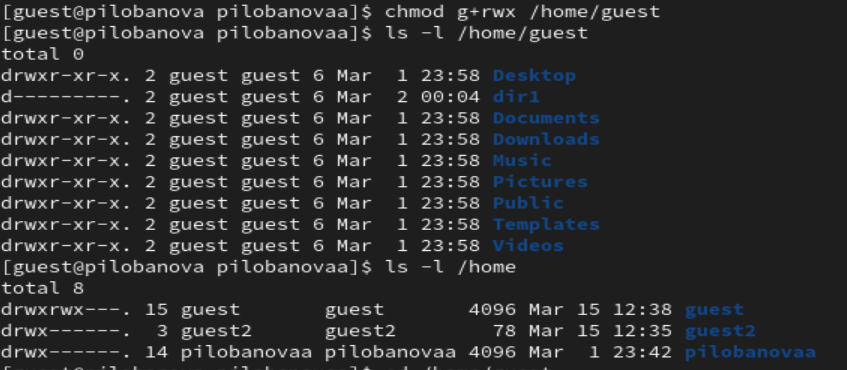 [guest@pilobanova pilobanovaa]$ chmod g+rwx /home/guest
[guest@pilobanova pilobanovaa]$ ls -l /home/guest
total 0
drwxr-xr-x. 2 guest guest 6 Mar  1 23:58 Desktop
d---------. 2 guest guest 6 Mar  2 00:04 dir1
drwxr-xr-x. 2 guest guest 6 Mar  1 23:58 Documents
drwxr-xr-x. 2 guest guest 6 Mar  1 23:58 Downloads
drwxr-xr-x. 2 guest guest 6 Mar  1 23:58 Music
drwxr-xr-x. 2 guest guest 6 Mar  1 23:58 Pictures
drwxr-xr-x. 2 guest guest 6 Mar  1 23:58 Public
drwxr-xr-x. 2 guest guest 6 Mar  1 23:58 Templates
drwxr-xr-x. 2 guest guest 6 Mar  1 23:58 Videos
[guest@pilobanova pilobanovaa]$ ls -l /home
total 8
drwxrwx---. 15 guest       guest       4096 Mar 15 12:38 guest
drwx------.  3 guest2      guest2        78 Mar 15 12:35 guest2
drwx------. 14 pilobanovaa pilobanovaa 4096 Mar  1 23:42 pilobanovaa